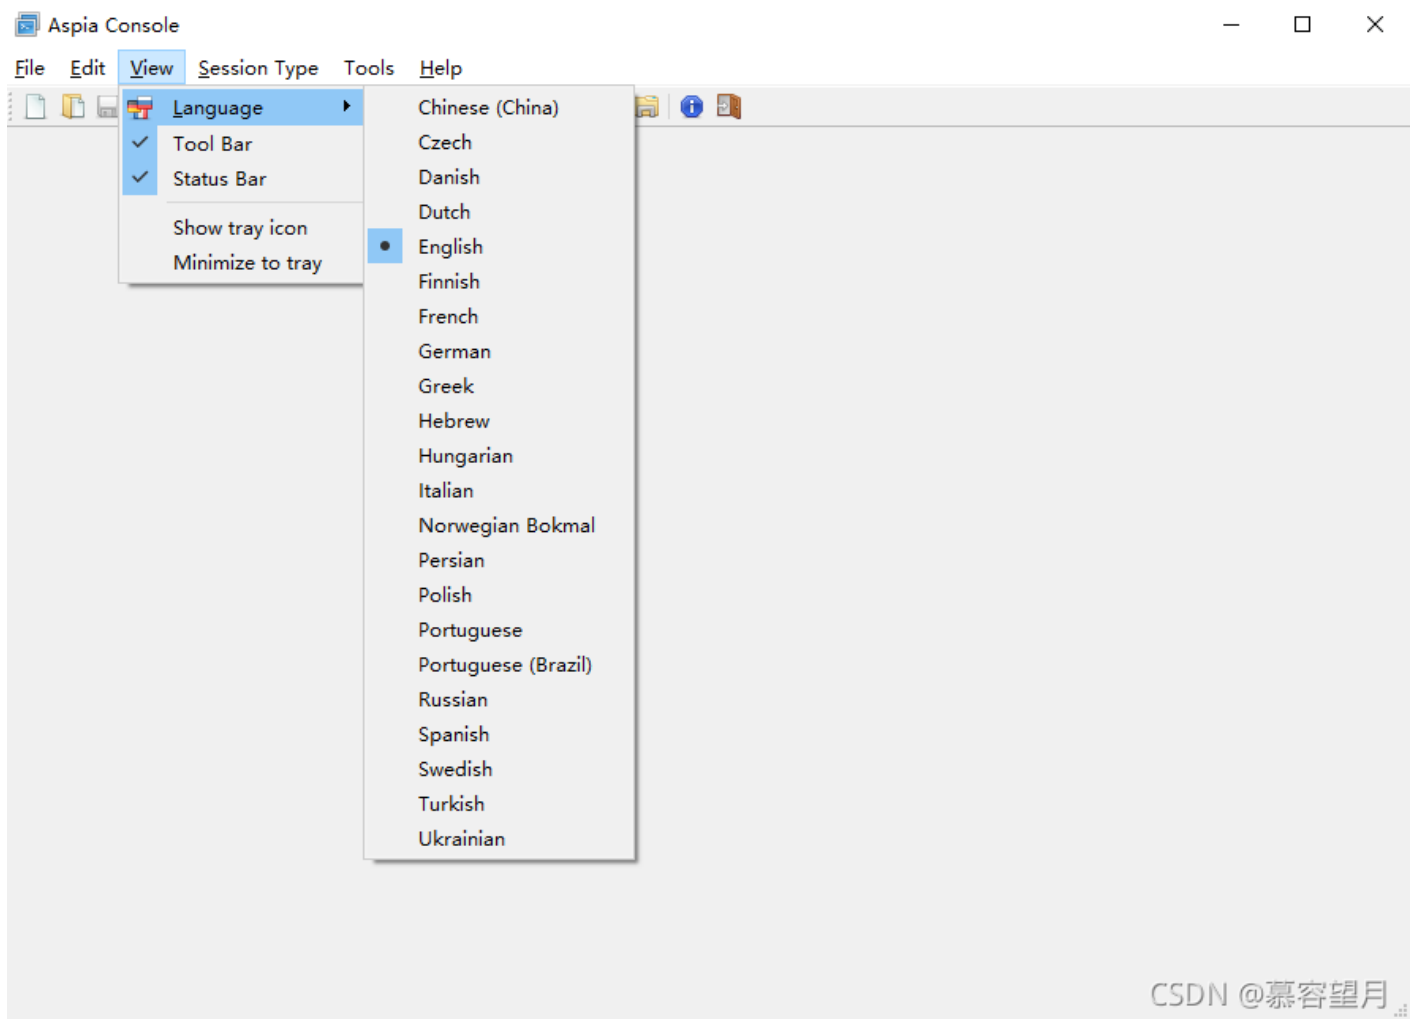 Aspia Console
File Edit View Session Type Tools Help
Language
Tool Bar
Status Bar
Show tray icon
Minimize to tray
Chinese (China)
Czech
Danish
Dutch
English
Finnish
French
German
Greek
Hebrew
Hungarian
Italian
Norwegian Bokmal
Persian
Polish
Portuguese
Portuguese (Brazil)
Russian
Spanish
Swedish
Turkish
Ukrainian
CSDN @慕容望月